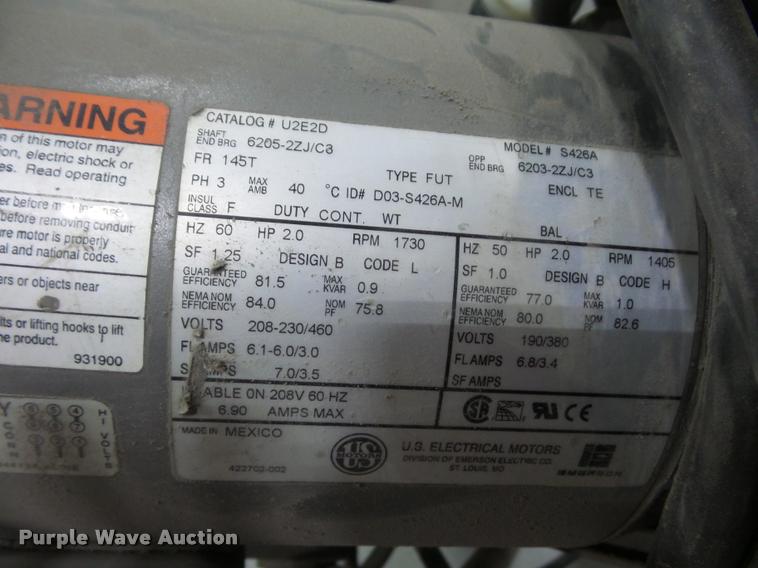 ARNING
n of this motor may
ion, electric shock or
s. Read operating
before removing conduit
ure motor is properly
al and national codes.
ers or objects near
lts or lifting hooks to lift
he product.
931900
CATALOG # U2E2D
MODEL # S426A
SHAFT END BRG 6205-2ZJ/C3
OPP END BRG 6203-2ZJ/C3
FR 145T TYPE FUT ENCL TE
PH 3 MAX AMB 40 °C ID# D03-S426A-M
INSUL CLASS F DUTY CONT. WT BAL
HZ 60 HP 2.0 RPM 1730
SF 1.25 DESIGN B CODE L
GUARANTEED EFFICIENCY 81.5 MAX KVAR 0.9
NEMA NOM EFFICIENCY 84.0 NOM PF 75.8
VOLTS 208-230/460
FL AMPS 6.1-6.0/3.0
AMPS 7.0/3.5
ABLE 0N 208V 60 HZ
6.90 AMPS MAX
HZ 50 HP 2.0 RPM 1405
SF 1.0 DESIGN B CODE H
GUARANTEED EFFICIENCY 77.0 MAX KVAR 1.0
NEMA NOM EFFICIENCY 80.0 NOM PF 82.6
VOLTS 190/380
FL AMPS 6.8/3.4
SF AMPS
MADE IN MEXICO
422702-002
US MOTORS
U.S. ELECTRICAL MOTORS
DIVISION OF EMERSON ELECTRIC CO.
ST. LOUIS, MO
EMERSON
Purple Wave Auction